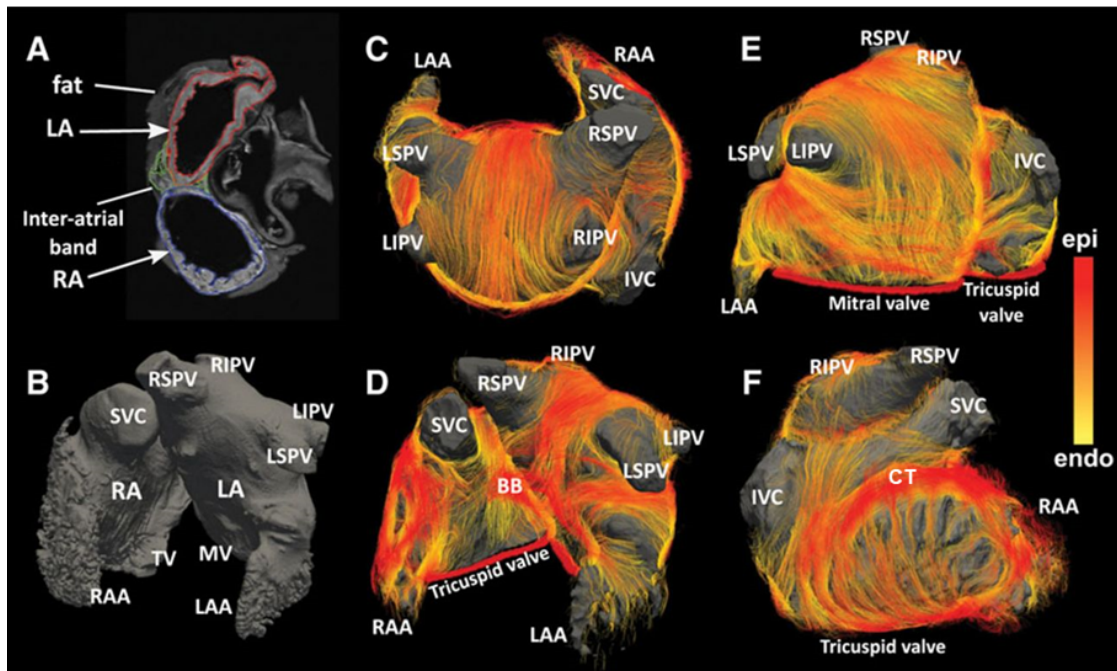 A
fat
LA
Inter-atrial
band
RA
B
RSPV
RIPV
SVC
LIPV
LSPV
RA
LA
TV
MV
RAA
LAA
C
LAA
RAA
SVC
RSPV
LSPV
LIPV
RIPV
IVC
D
RIPV
RSPV
SVC
LIPV
LSPV
BB
Tricuspid valve
RAA
LAA
E
RSPV
RIPV
LSPV
LIPV
IVC
LAA
Mitral valve
Tricuspid
valve
F
RIPV
RSPV
SVC
IVC
CT
RAA
Tricuspid valve
epi
endo